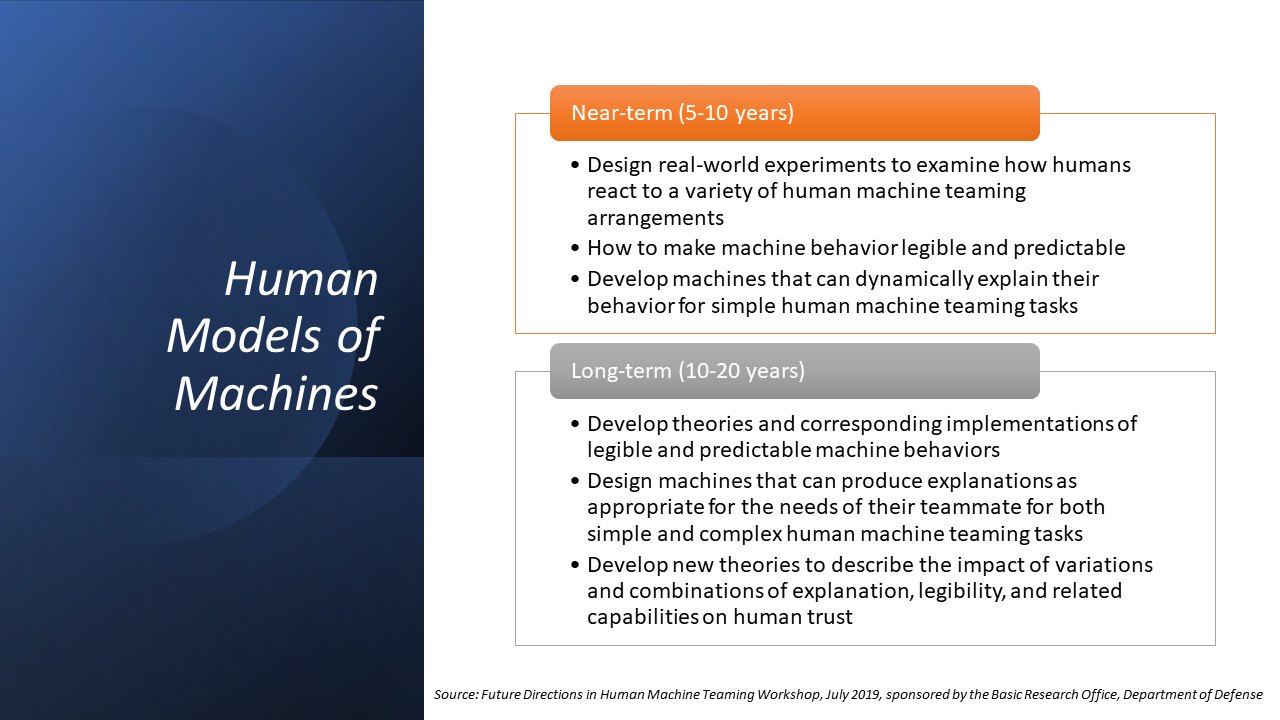 Human
Models of
Machines
Near-term (5-10 years)
• Design real-world experiments to examine how humans
react to a variety of human machine teaming
arrangements
• How to make machine behavior legible and predictable
• Develop machines that can dynamically explain their
behavior for simple human machine teaming tasks
Long-term (10-20 years)
• Develop theories and corresponding implementations of
legible and predictable machine behaviors
• Design machines that can produce explanations as
appropriate for the needs of their teammate for both
simple and complex human machine teaming tasks
• Develop new theories to describe the impact of variations
and combinations of explanation, legibility, and related
capabilities on human trust
Source: Future Directions in Human Machine Teaming Workshop, July 2019, sponsored by the Basic Research Office, Department of Defense